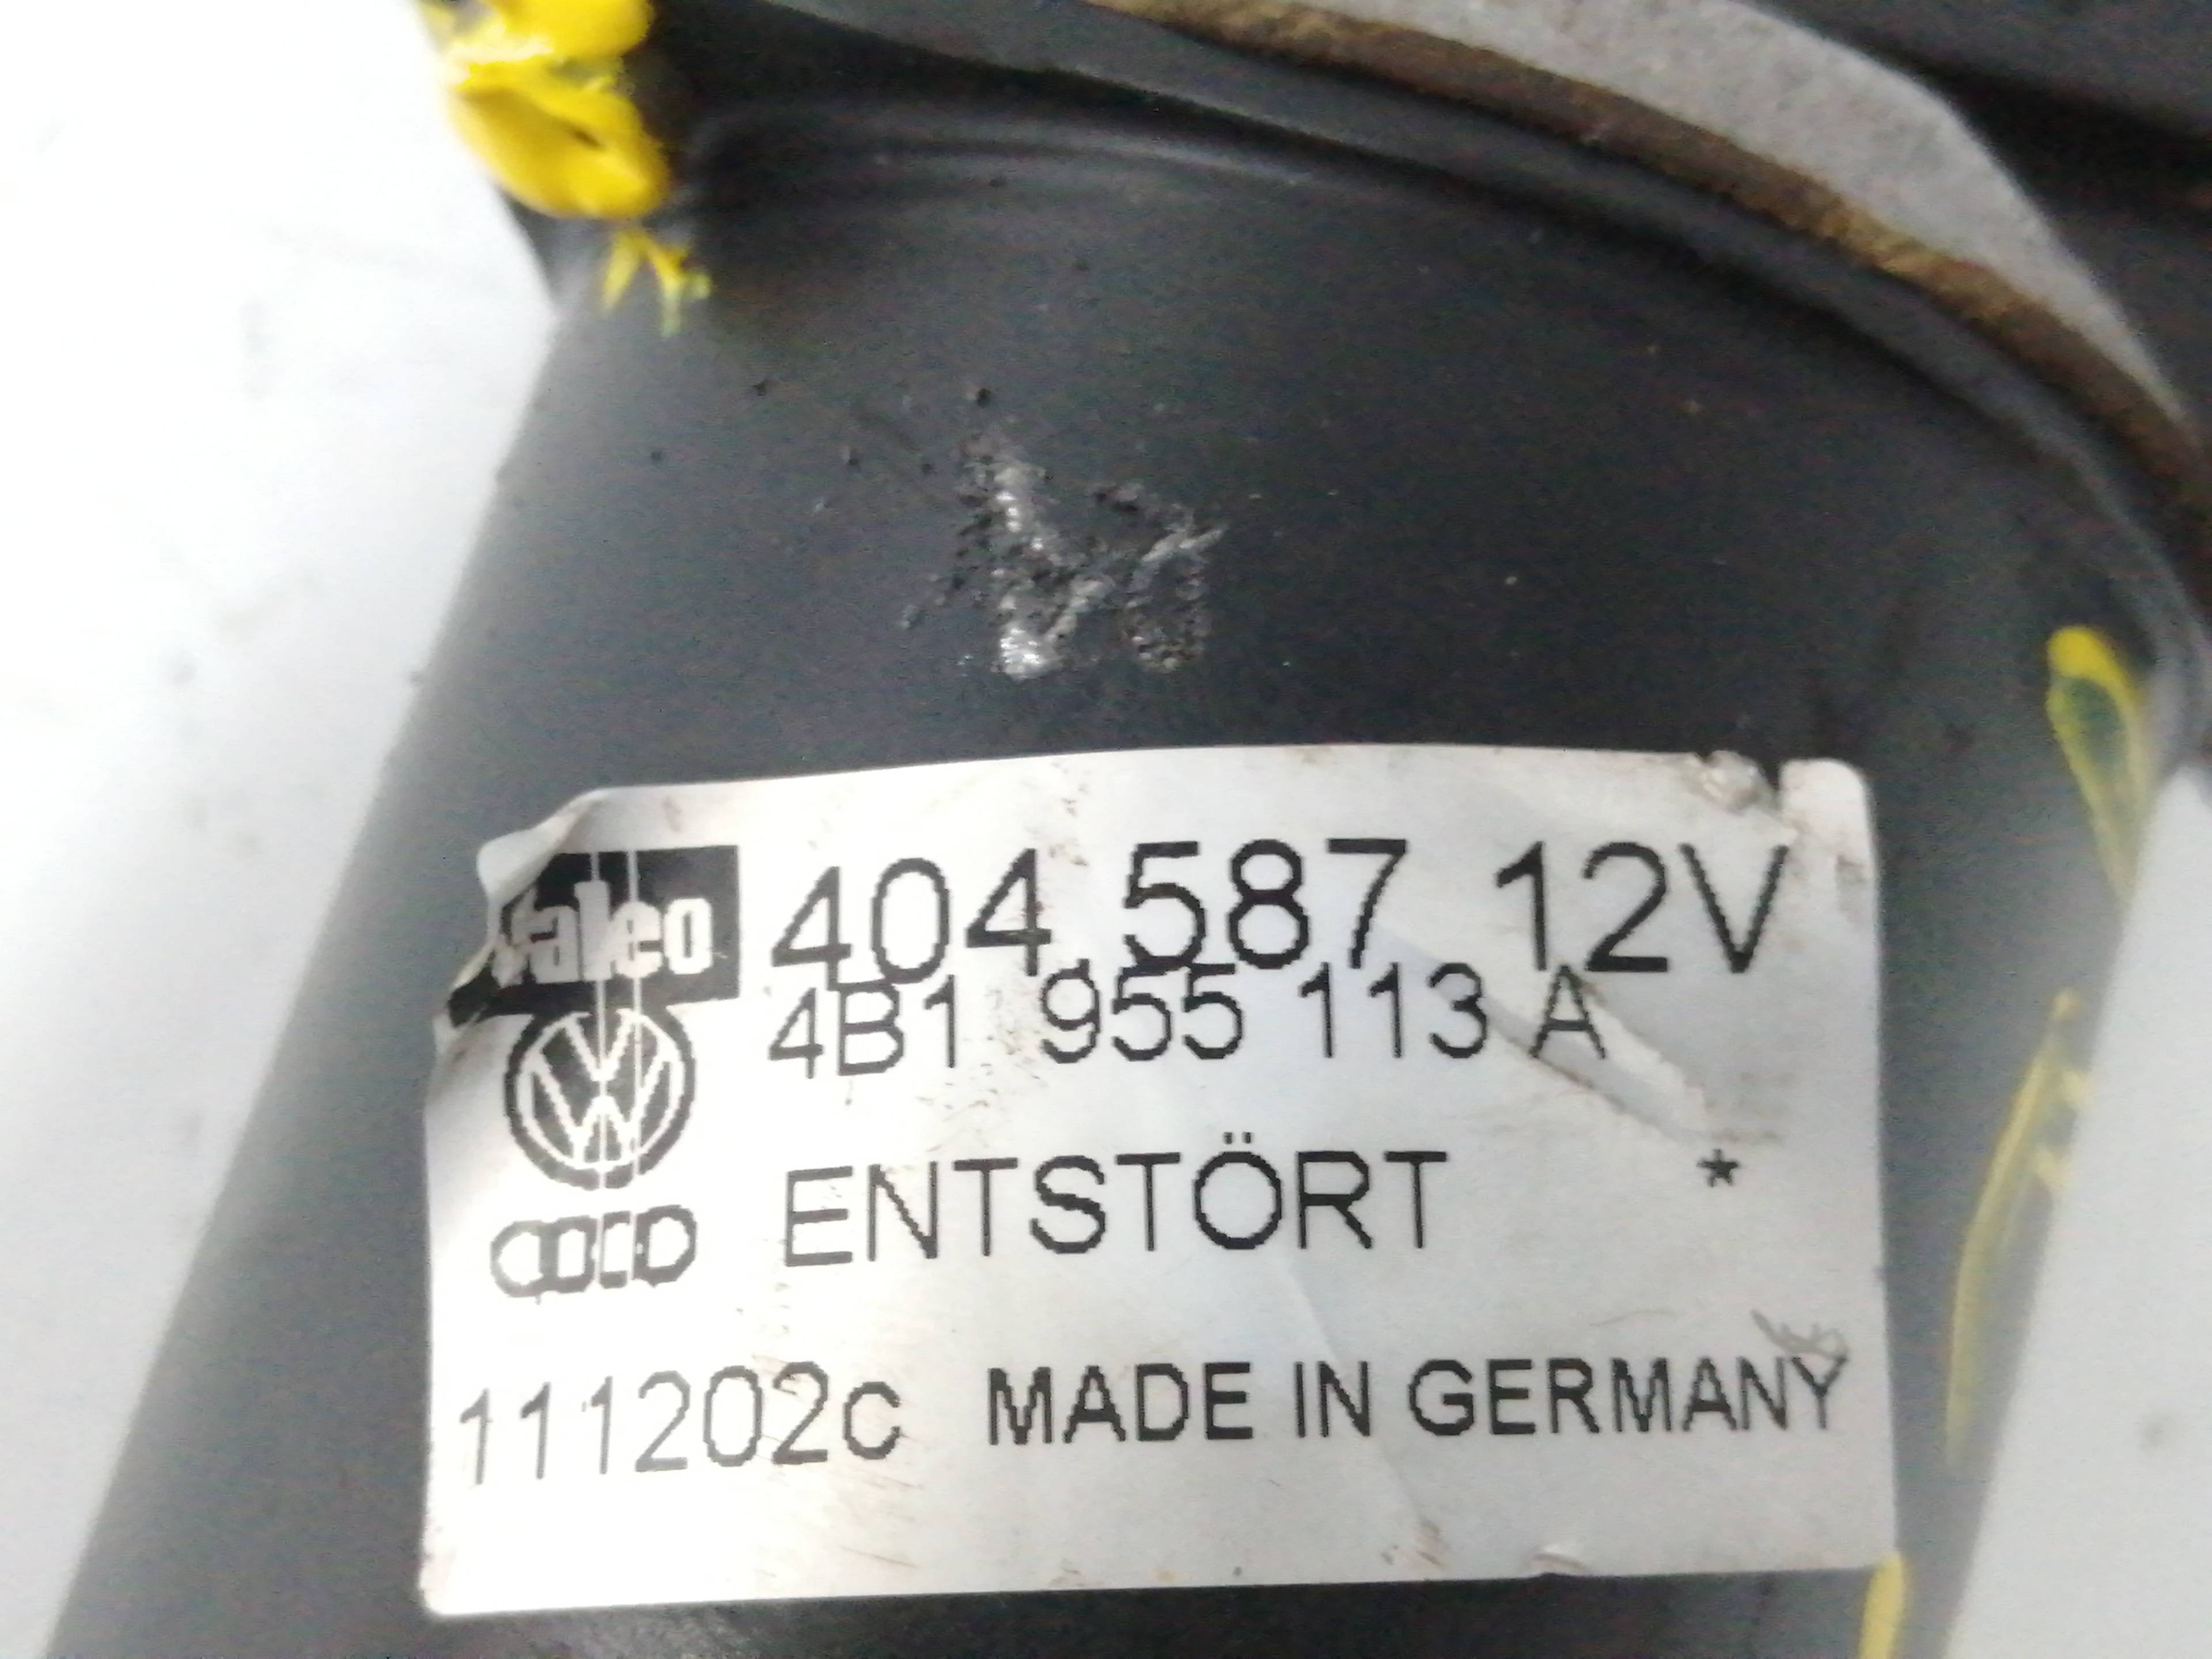 valeo 404.587 12V
4B1 955 113 A
ENTSTÖRT *
111202c MADE IN GERMANY